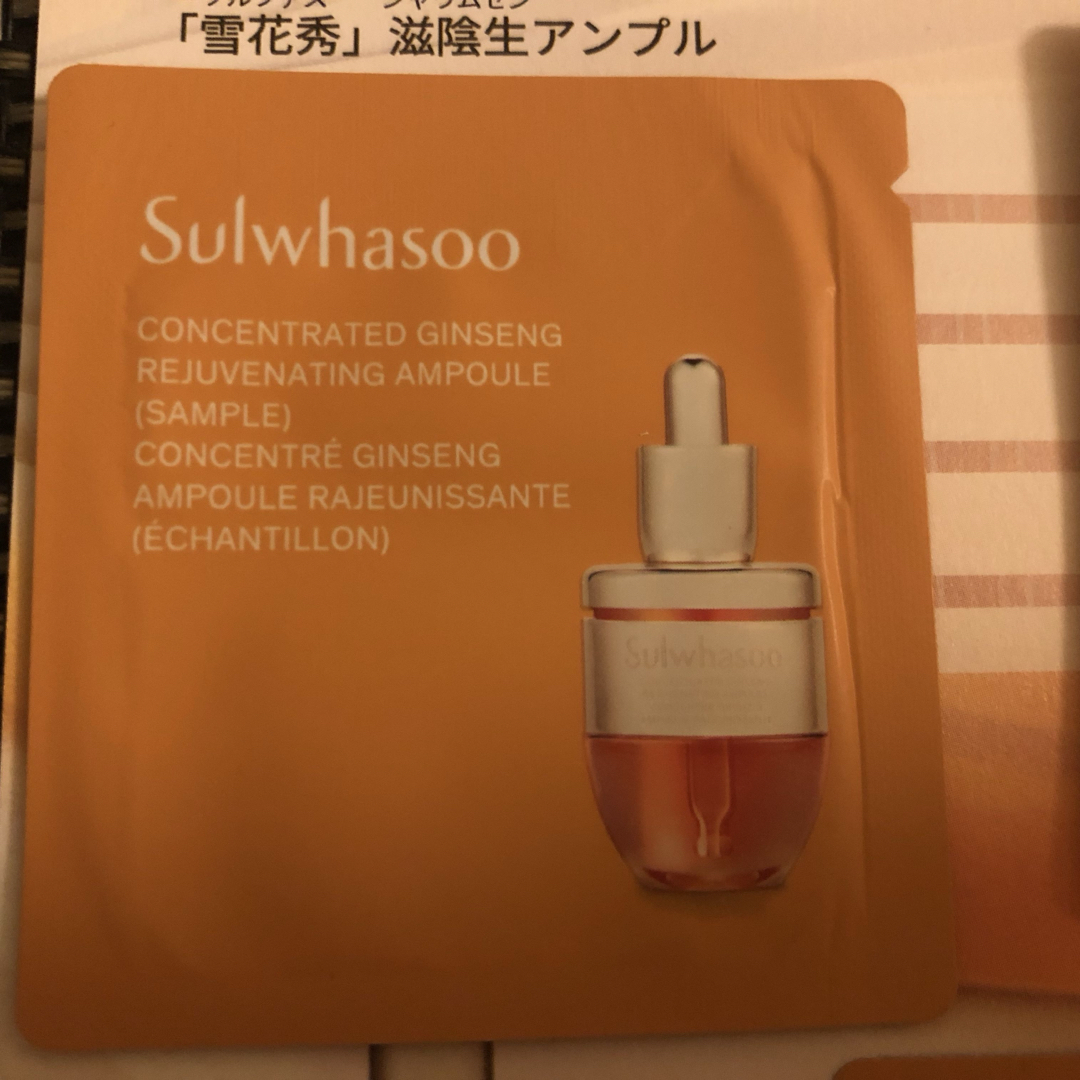 「雪花秀」滋陰生アンプル
Sulwhasoo
CONCENTRATED GINSENG
REJUVENATING AMPOULE
(SAMPLE)
CONCENTRÉ GINSENG
AMPOULE RAJEUNISSANTE
(ÉCHANTILLON)
Sulwhasoo